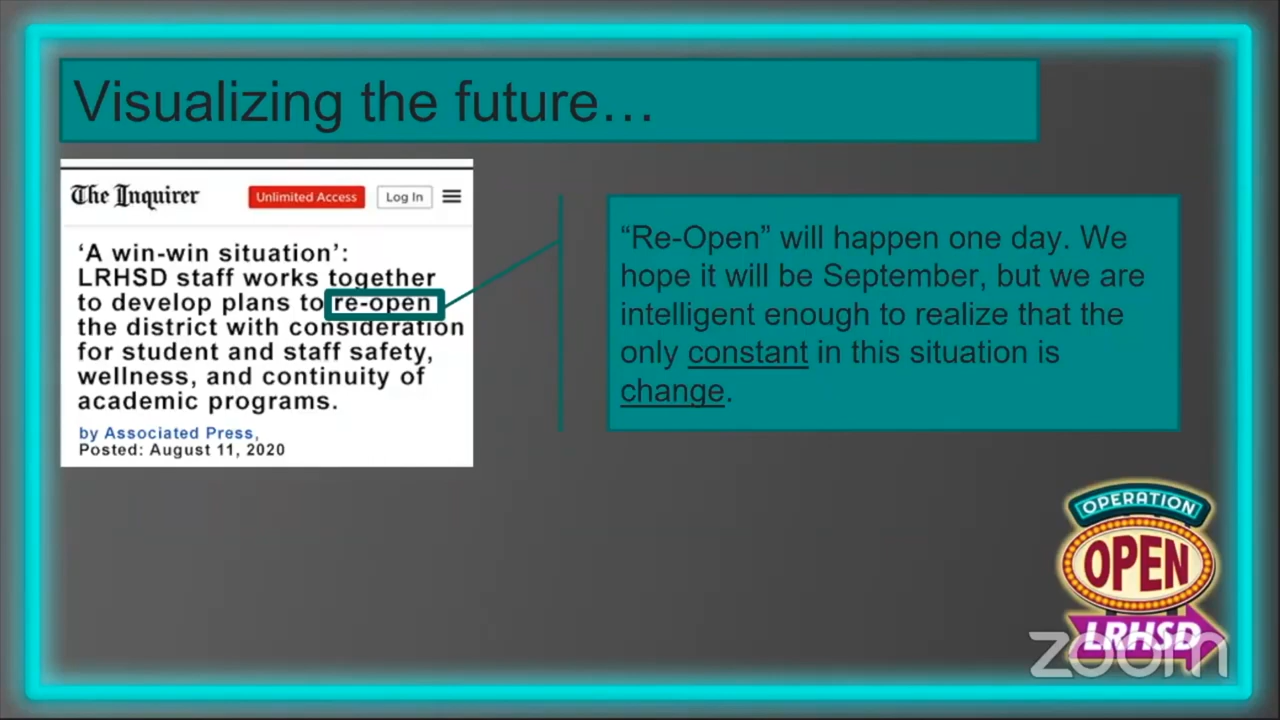 Visualizing the future…
The Inquirer
Unlimited Access
Log In
‘A win-win situation’:
LRHSD staff works together
to develop plans to re-open
the district with consideration
for student and staff safety,
wellness, and continuity of
academic programs.
by Associated Press,
Posted: August 11, 2020
“Re-Open” will happen one day. We
hope it will be September, but we are
intelligent enough to realize that the
only constant in this situation is
change.
OPERATION
OPEN
LRHSD
zoom